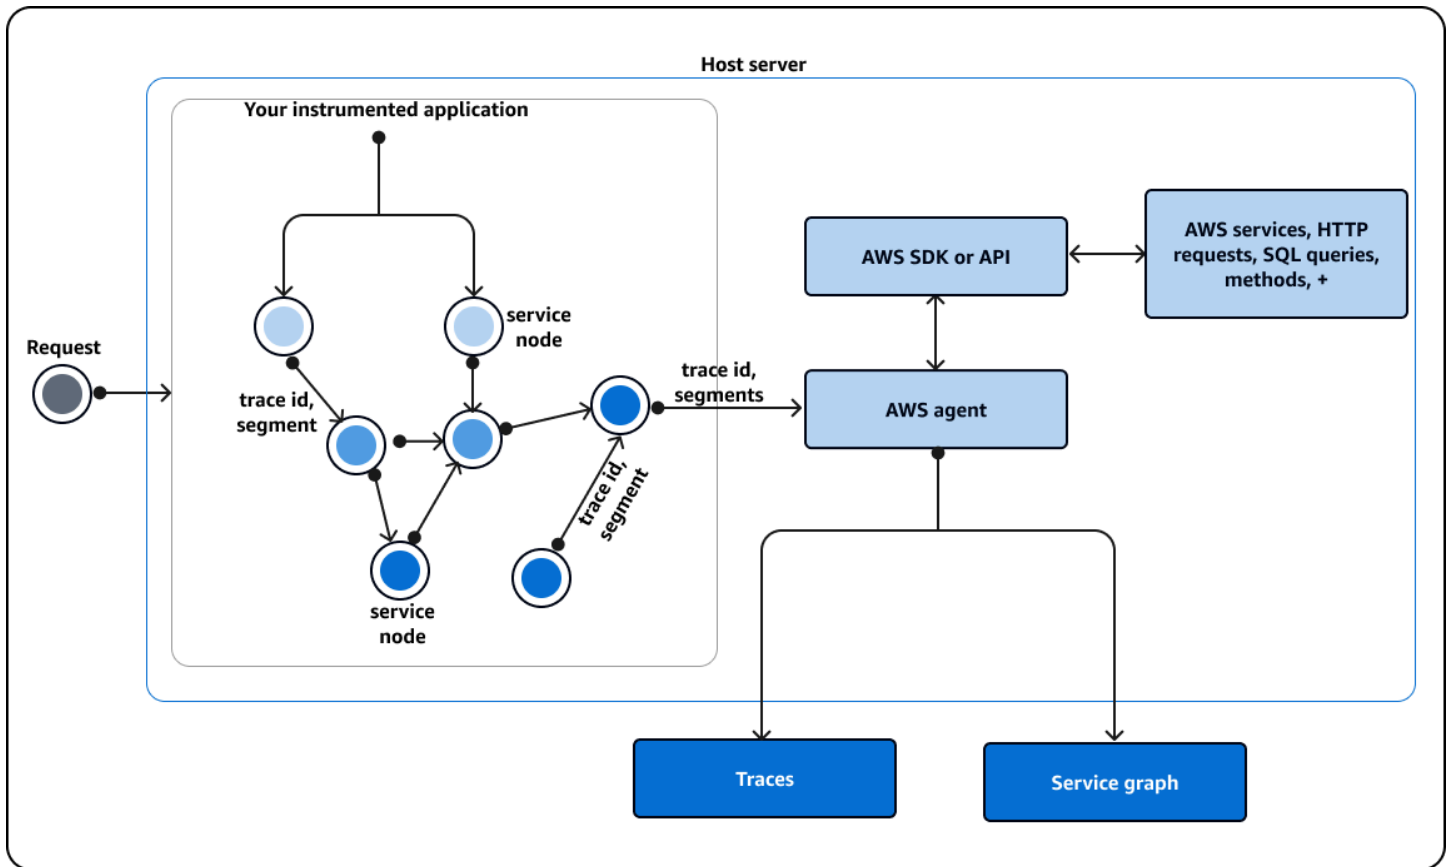 Host server
Your instrumented application
Request
service
node
trace id,
segment
service
node
trace id,
segment
trace id,
segments
AWS SDK or API
AWS services, HTTP
requests, SQL queries,
methods, +
AWS agent
Traces
Service graph